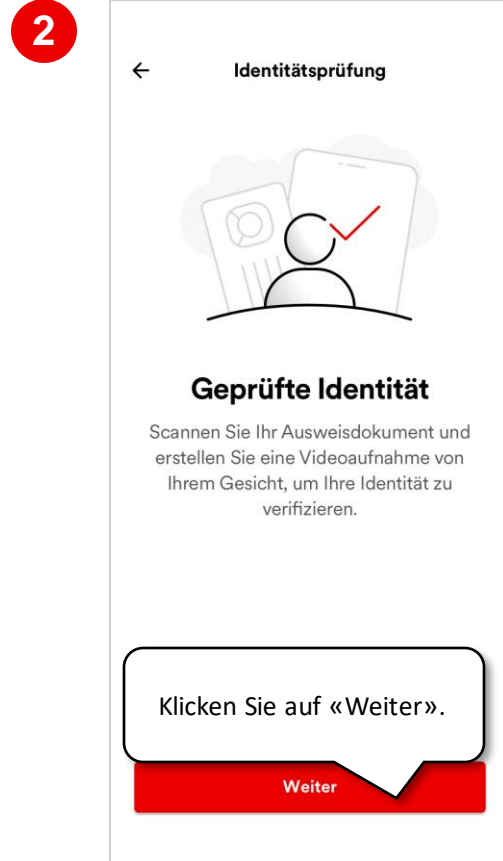 2
Identitätsprüfung
Geprüfte Identität
Scannen Sie Ihr Ausweisdokument und
erstellen Sie eine Videoaufnahme von
Ihrem Gesicht, um Ihre Identität zu
verifizieren.
Klicken Sie auf «Weiter».
Weiter